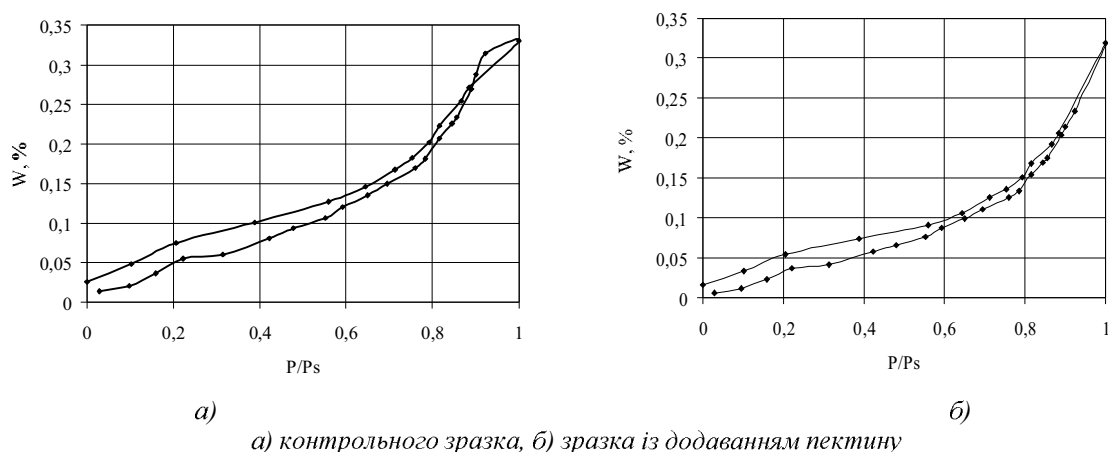 0,35
0,3
0,25
0,2
0,15
0,1
0,05
0
W, %
0 0,2 0,4 0,6 0,8 1
P/Ps
а)
0,35
0,3
0,25
0,2
0,15
0,1
0,05
0
W, %
0 0,2 0,4 0,6 0,8 1
P/Ps
б)
а) контрольного зразка, б) зразка із додаванням пектину